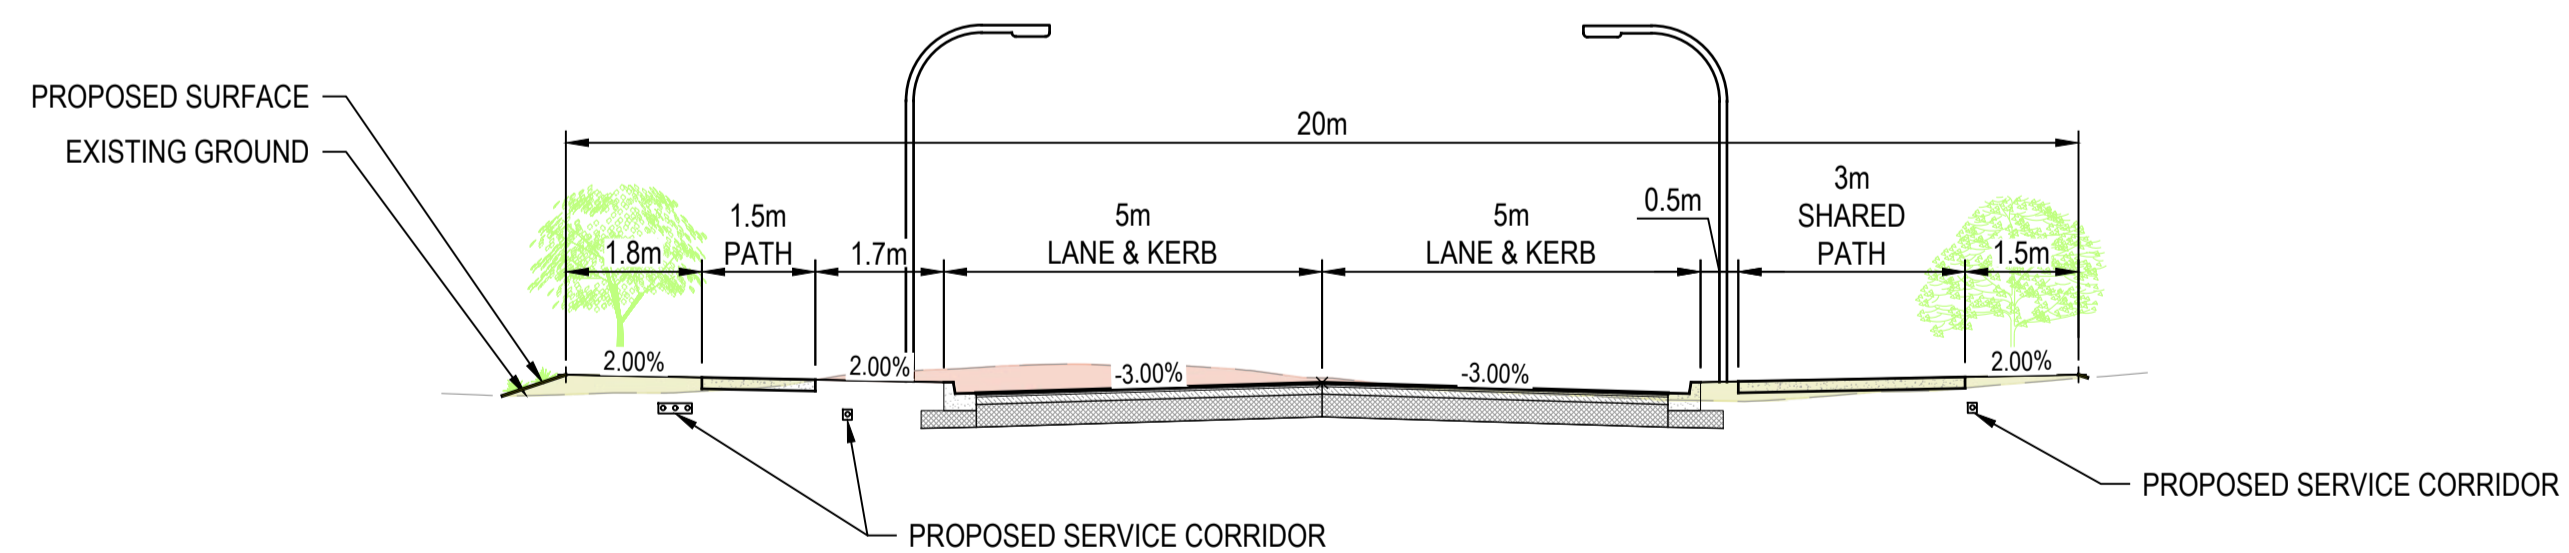 PROPOSED SURFACE
EXISTING GROUND
20m
1.8m
1.5m
PATH
1.7m
5m
LANE & KERB
5m
LANE & KERB
0.5m
3m
SHARED
PATH
1.5m
2.00%
2.00%
-3.00%
-3.00%
2.00%
PROPOSED SERVICE CORRIDOR
PROPOSED SERVICE CORRIDOR